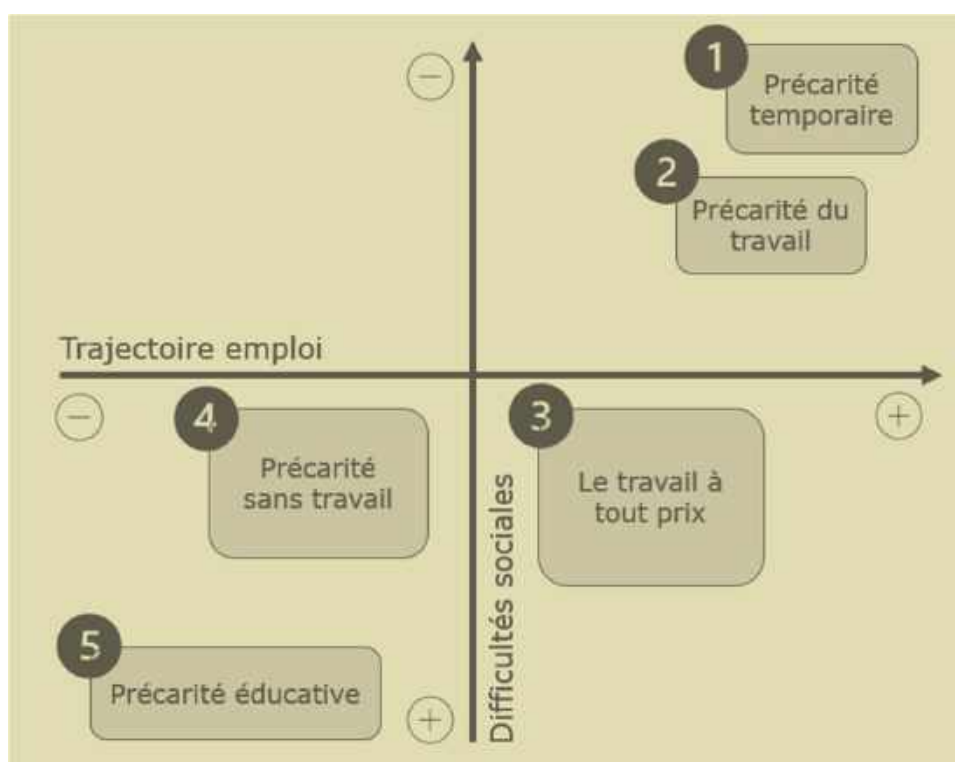 −
1
Précarité
temporaire
2
Précarité du
travail
Trajectoire emploi
−
+
4
Précarité
sans travail
3
Le travail à
tout prix
Difficultés sociales
5
Précarité éducative
+